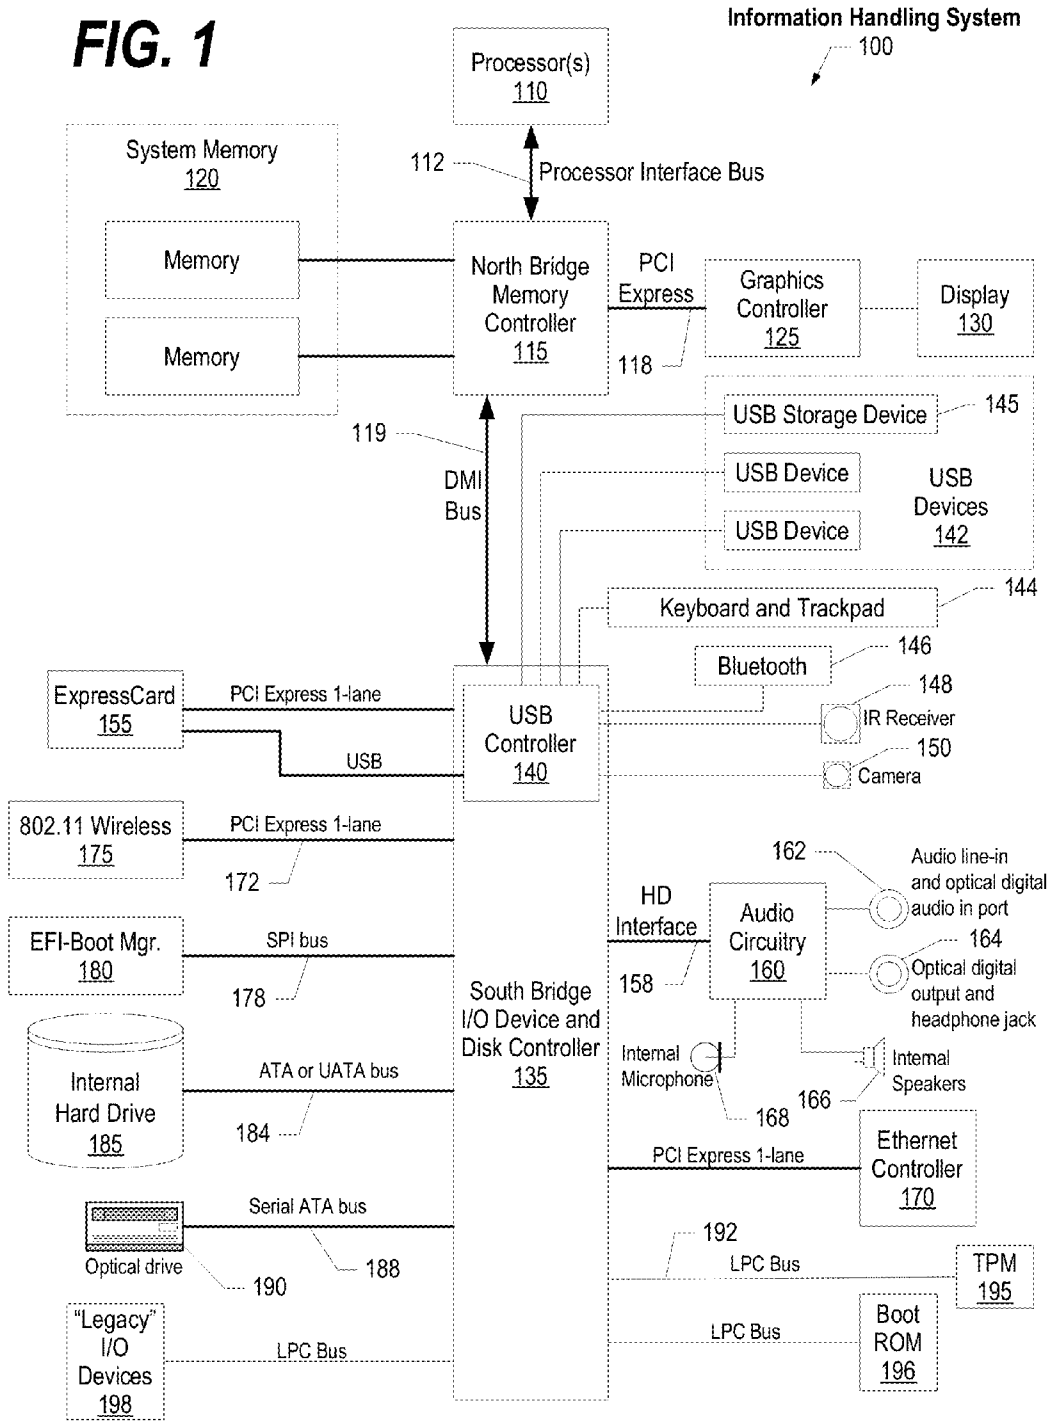 FIG. 1
Information Handling System
100
Processor(s)
110
112
Processor Interface Bus
System Memory
120
Memory
Memory
North Bridge
Memory
Controller
115
PCI
Express
118
Graphics
Controller
125
Display
130
119
DMI
Bus
USB Storage Device
145
USB Device
USB Device
USB
Devices
142
Keyboard and Trackpad
144
Bluetooth
146
148
IR Receiver
150
Camera
ExpressCard
155
PCI Express 1-lane
USB
USB
Controller
140
802.11 Wireless
175
PCI Express 1-lane
172
EFI-Boot Mgr.
180
SPI bus
178
Internal
Hard Drive
185
ATA or UATA bus
184
Optical drive
190
Serial ATA bus
188
"Legacy"
I/O
Devices
198
LPC Bus
South Bridge
I/O Device and
Disk Controller
135
HD
Interface
158
Audio
Circuitry
160
162
Audio line-in
and optical digital
audio in port
164
Optical digital
output and
headphone jack
Internal
Microphone
168
166
Internal
Speakers
PCI Express 1-lane
Ethernet
Controller
170
192
LPC Bus
TPM
195
LPC Bus
Boot
ROM
196